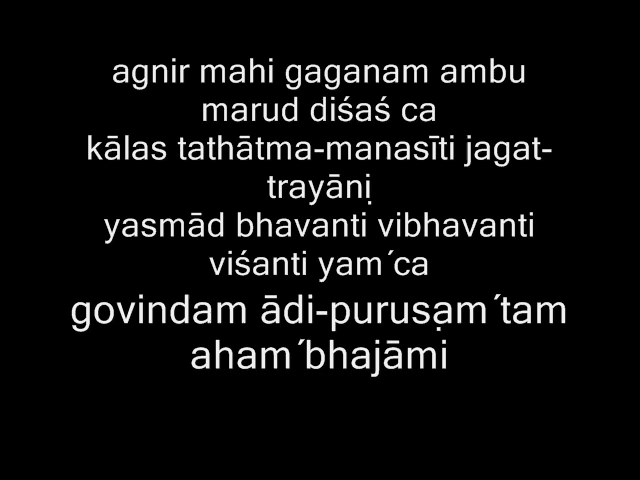 agnir mahi gaganam ambu
marud diśaś ca
kālas tathātma-manasīti jagat-
trayāṇi
yasmād bhavanti vibhavanti
viśanti yam´ca
govindam ādi-purusạm´tam
aham´bhajāmi